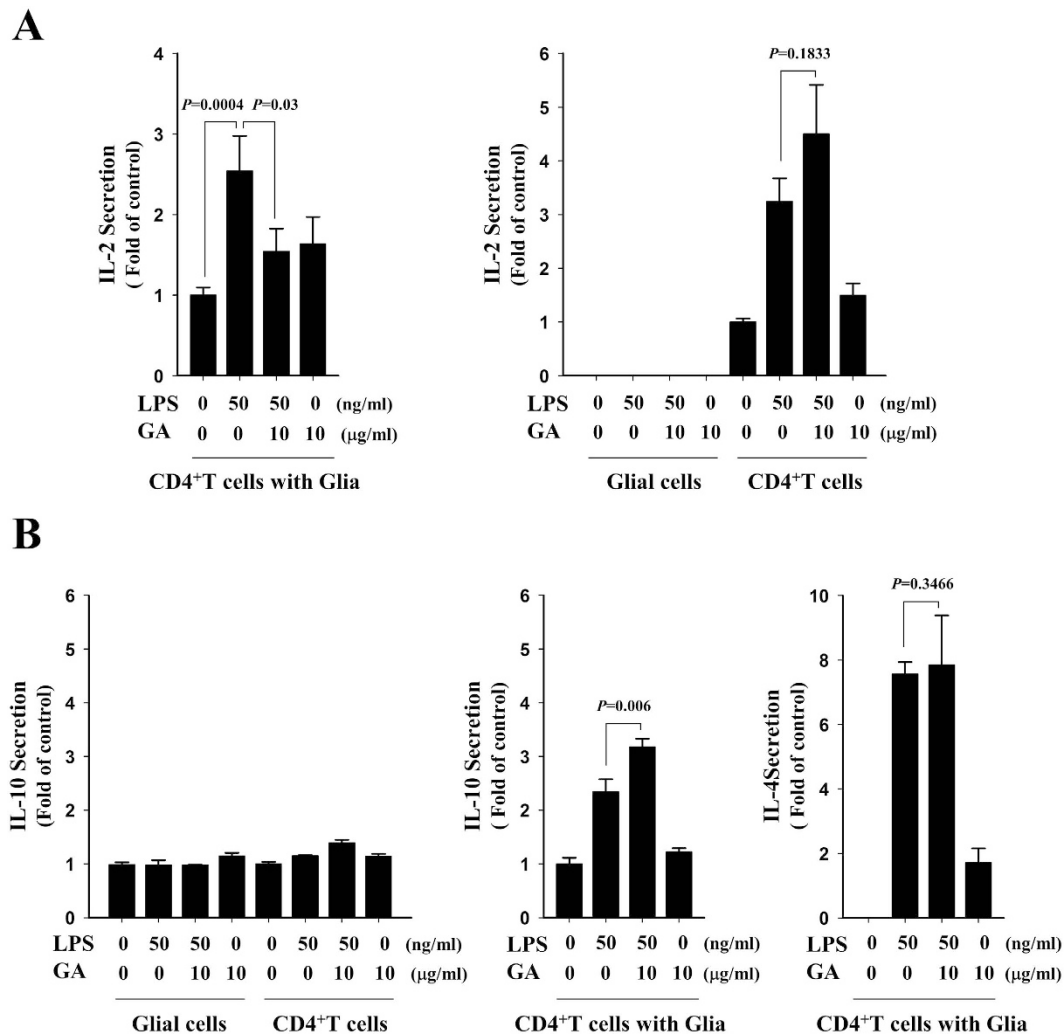 A
4
3
2
1
0
IL-2 Secretion
( Fold of control)
P=0.0004 P=0.03
LPS 0 50 50 0 (ng/ml)
GA 0 0 10 10 (μg/ml)
CD4+T cells with Glia
6
5
4
3
2
1
0
IL-2 Secretion
(Fold of control)
P=0.1833
LPS 0 50 50 0 0 50 50 0 (ng/ml)
GA 0 0 10 10 0 0 10 10 (μg/ml)
Glial cells CD4+T cells
B
6
5
4
3
2
1
0
IL-10 Secretion
(Fold of control)
LPS 0 50 50 0 0 50 50 0 (ng/ml)
GA 0 0 10 10 0 0 10 10 (μg/ml)
Glial cells CD4+T cells
6
5
4
3
2
1
0
IL-10 Secretion
( Fold of control)
P=0.006
LPS 0 50 50 0 (ng/ml)
GA 0 0 10 10 (μg/ml)
CD4+T cells with Glia
10
8
6
4
2
0
IL-4Secretion
( Fold of control)
P=0.3466
LPS 0 50 50 0 (ng/ml)
GA 0 0 10 10 (μg/ml)
CD4+T cells with Glia